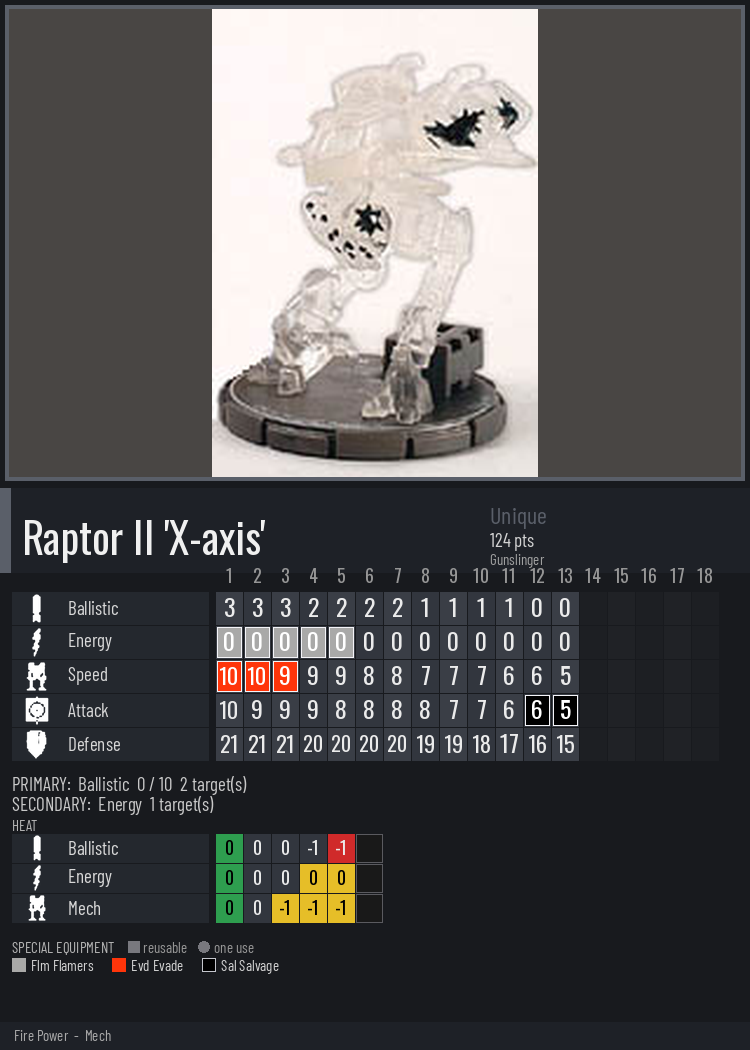 Raptor II 'X-axis'
Unique
124 pts
Gunslinger
1 2 3 4 5 6 7 8 9 10 11 12 13 14 15 16 17 18
Ballistic 3 3 3 2 2 2 2 1 1 1 1 0 0
Energy 0 0 0 0 0 0 0 0 0 0 0 0 0
Speed 10 10 9 9 9 8 8 7 7 7 6 6 5
Attack 10 9 9 9 8 8 8 8 7 7 6 6 5
Defense 21 21 21 20 20 20 20 19 19 18 17 16 15
PRIMARY: Ballistic 0 / 10 2 target(s)
SECONDARY: Energy 1 target(s)
HEAT
Ballistic 0 0 0 -1 -1
Energy 0 0 0 0 0
Mech 0 0 -1 -1 -1
SPECIAL EQUIPMENT reusable one use
Flm Flamers Evd Evade Sal Salvage
Fire Power - Mech